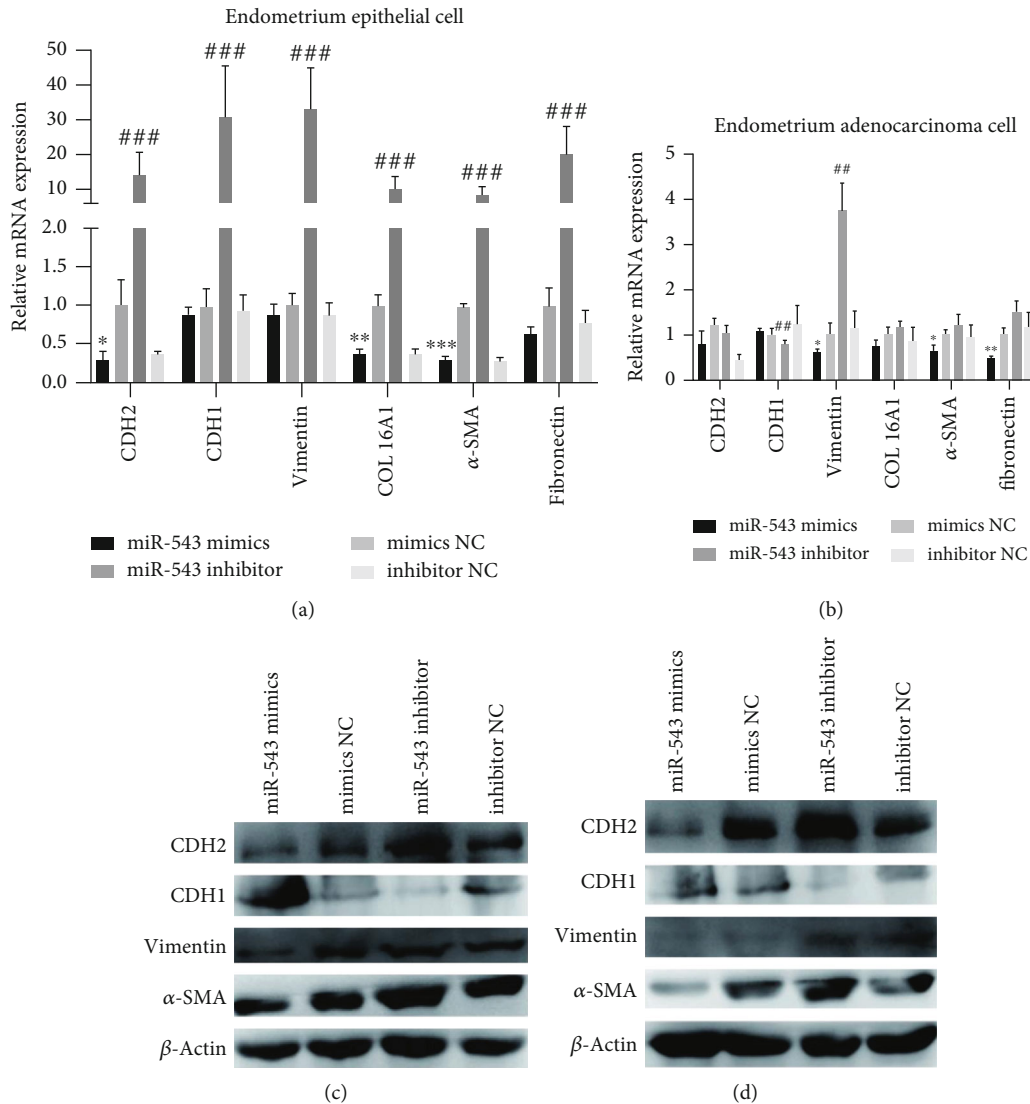 Endometrium epithelial cell
Relative mRNA expression
50
40
30
20
10
2.0
1.5
1.0
0.5
0.0
### ### ### ### ### ###
* ** ***
CDH2 CDH1 Vimentin COL 16A1 α-SMA Fibronectin
miR-543 mimics mimics NC
miR-543 inhibitor inhibitor NC
(a)
Endometrium adenocarcinoma cell
Relative mRNA expression
5
4
3
2
1
0
## * ## * **
CDH2 CDH1 Vimentin COL 16A1 α-SMA fibronectin
miR-543 mimics mimics NC
miR-543 inhibitor inhibitor NC
(b)
miR-543 mimics mimics NC miR-543 inhibitor inhibitor NC
CDH2
CDH1
Vimentin
α-SMA
β-Actin
(c)
miR-543 mimics mimics NC miR-543 inhibitor inhibitor NC
CDH2
CDH1
Vimentin
α-SMA
β-Actin
(d)